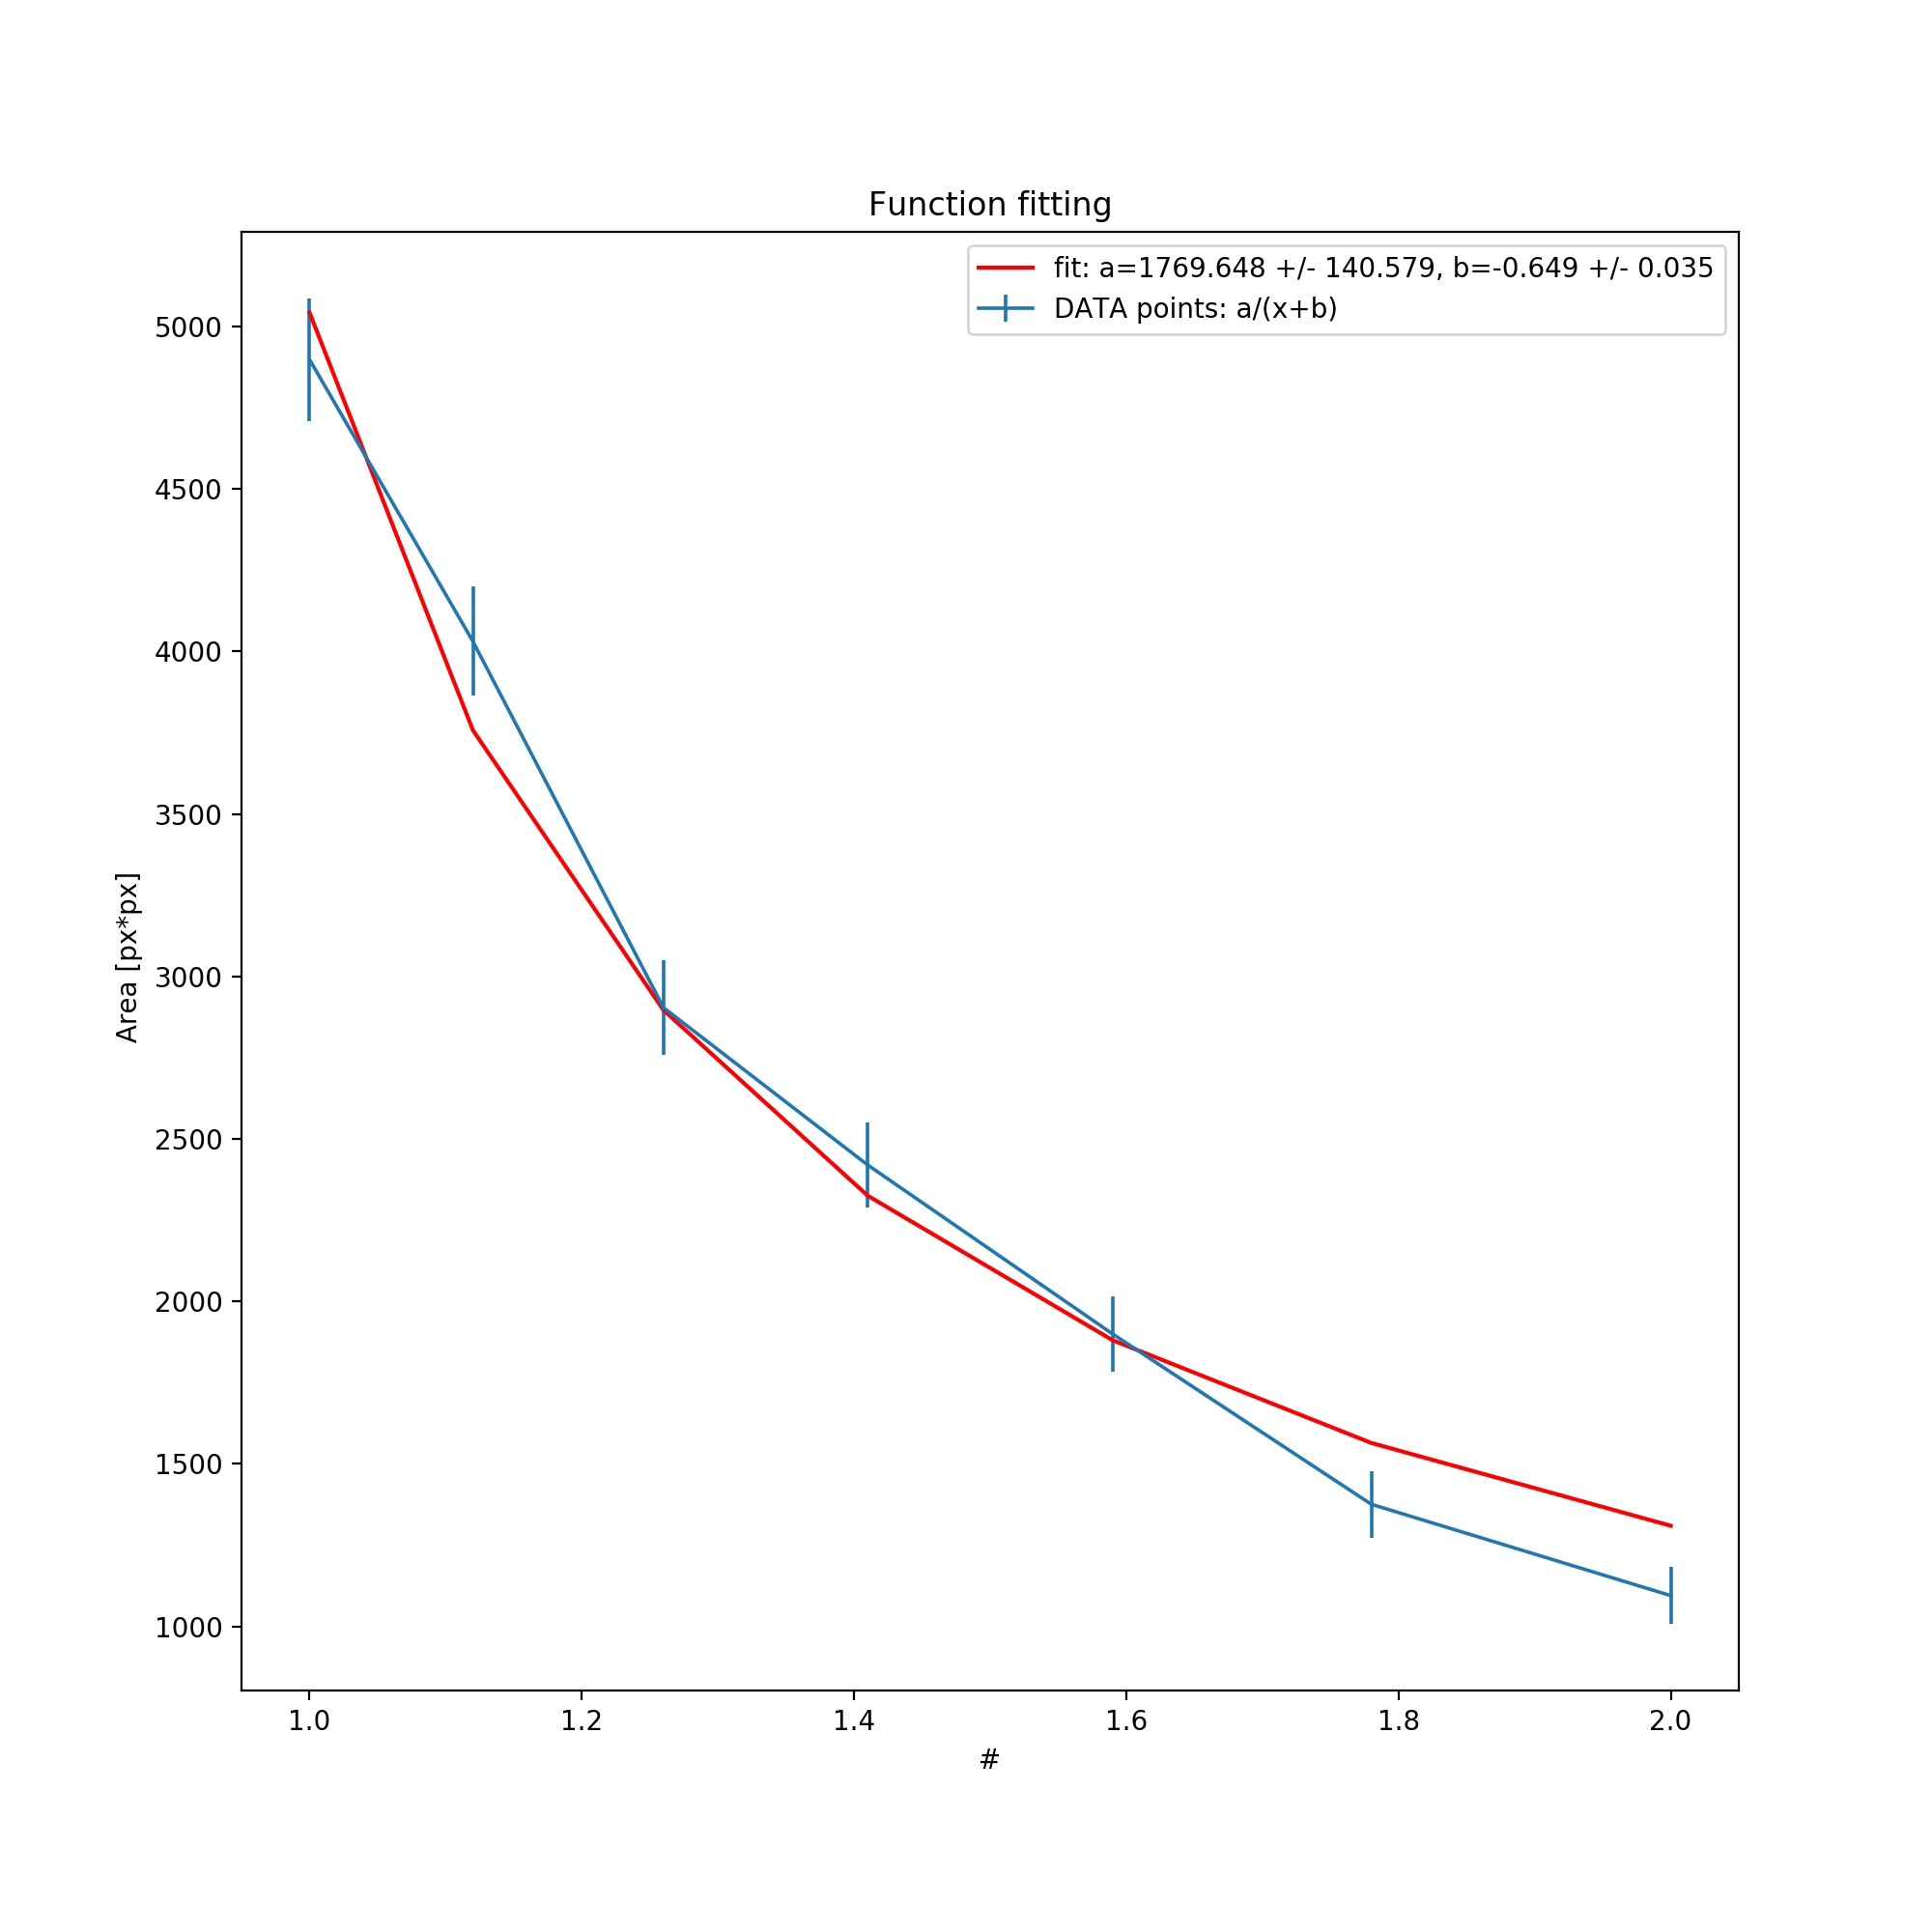 Function fitting
fit: a=1769.648 +/- 140.579, b=-0.649 +/- 0.035
DATA points: a/(x+b)
5000
4500
4000
3500
3000
2500
2000
1500
1000
Area [px*px]
1.0 1.2 1.4 1.6 1.8 2.0
#